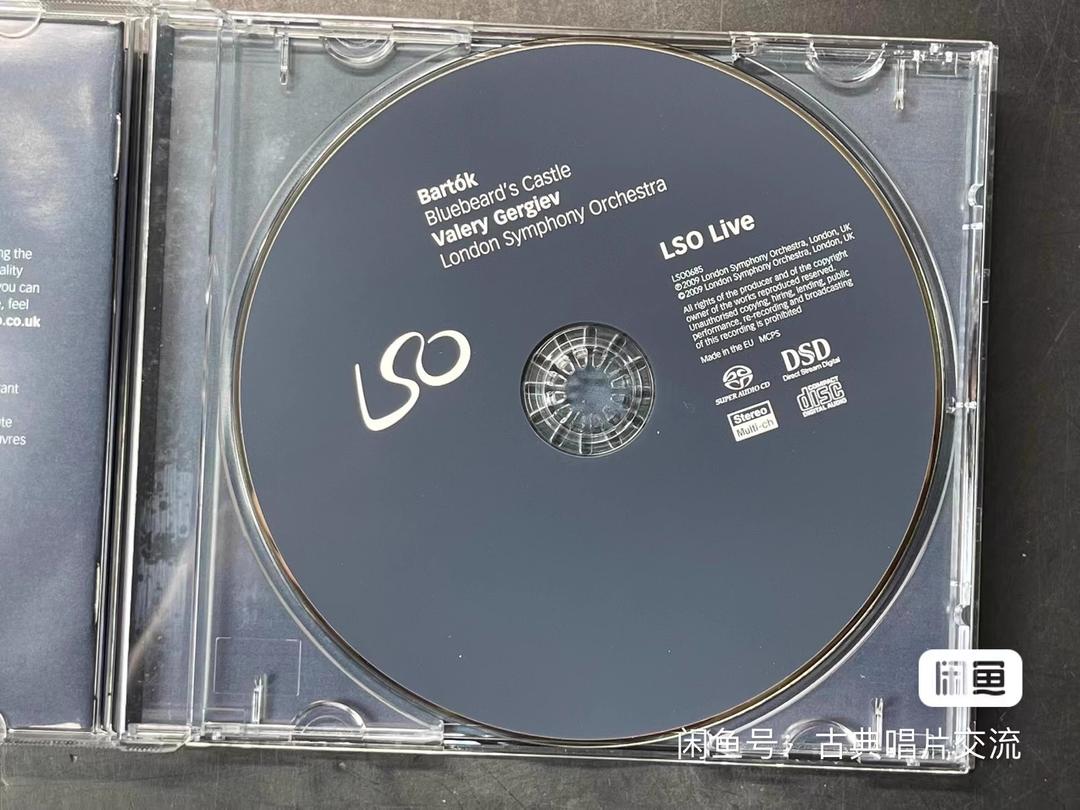 ng the
ality
you can
, feel
o.co.uk
rant
ute
uvres
Bartók
Bluebeard's Castle
Valery Gergiev
London Symphony Orchestra
LSO
LSO Live
LSO0685
℗2009 London Symphony Orchestra, London, UK
©2009 London Symphony Orchestra, London, UK
All rights of the producer and of the copyright
owner of the works reproduced reserved.
Unauthorised copying, hiring, lending, public
performance, re-recording and broadcasting
of this recording is prohibited
Made in the EU MCPS
SUPER AUDIO CD
DSD
Direct Stream Digital
Stereo
Multi-ch
COMPACT
disc
DIGITAL AUDIO
闲鱼
闲鱼号：古典唱片交流